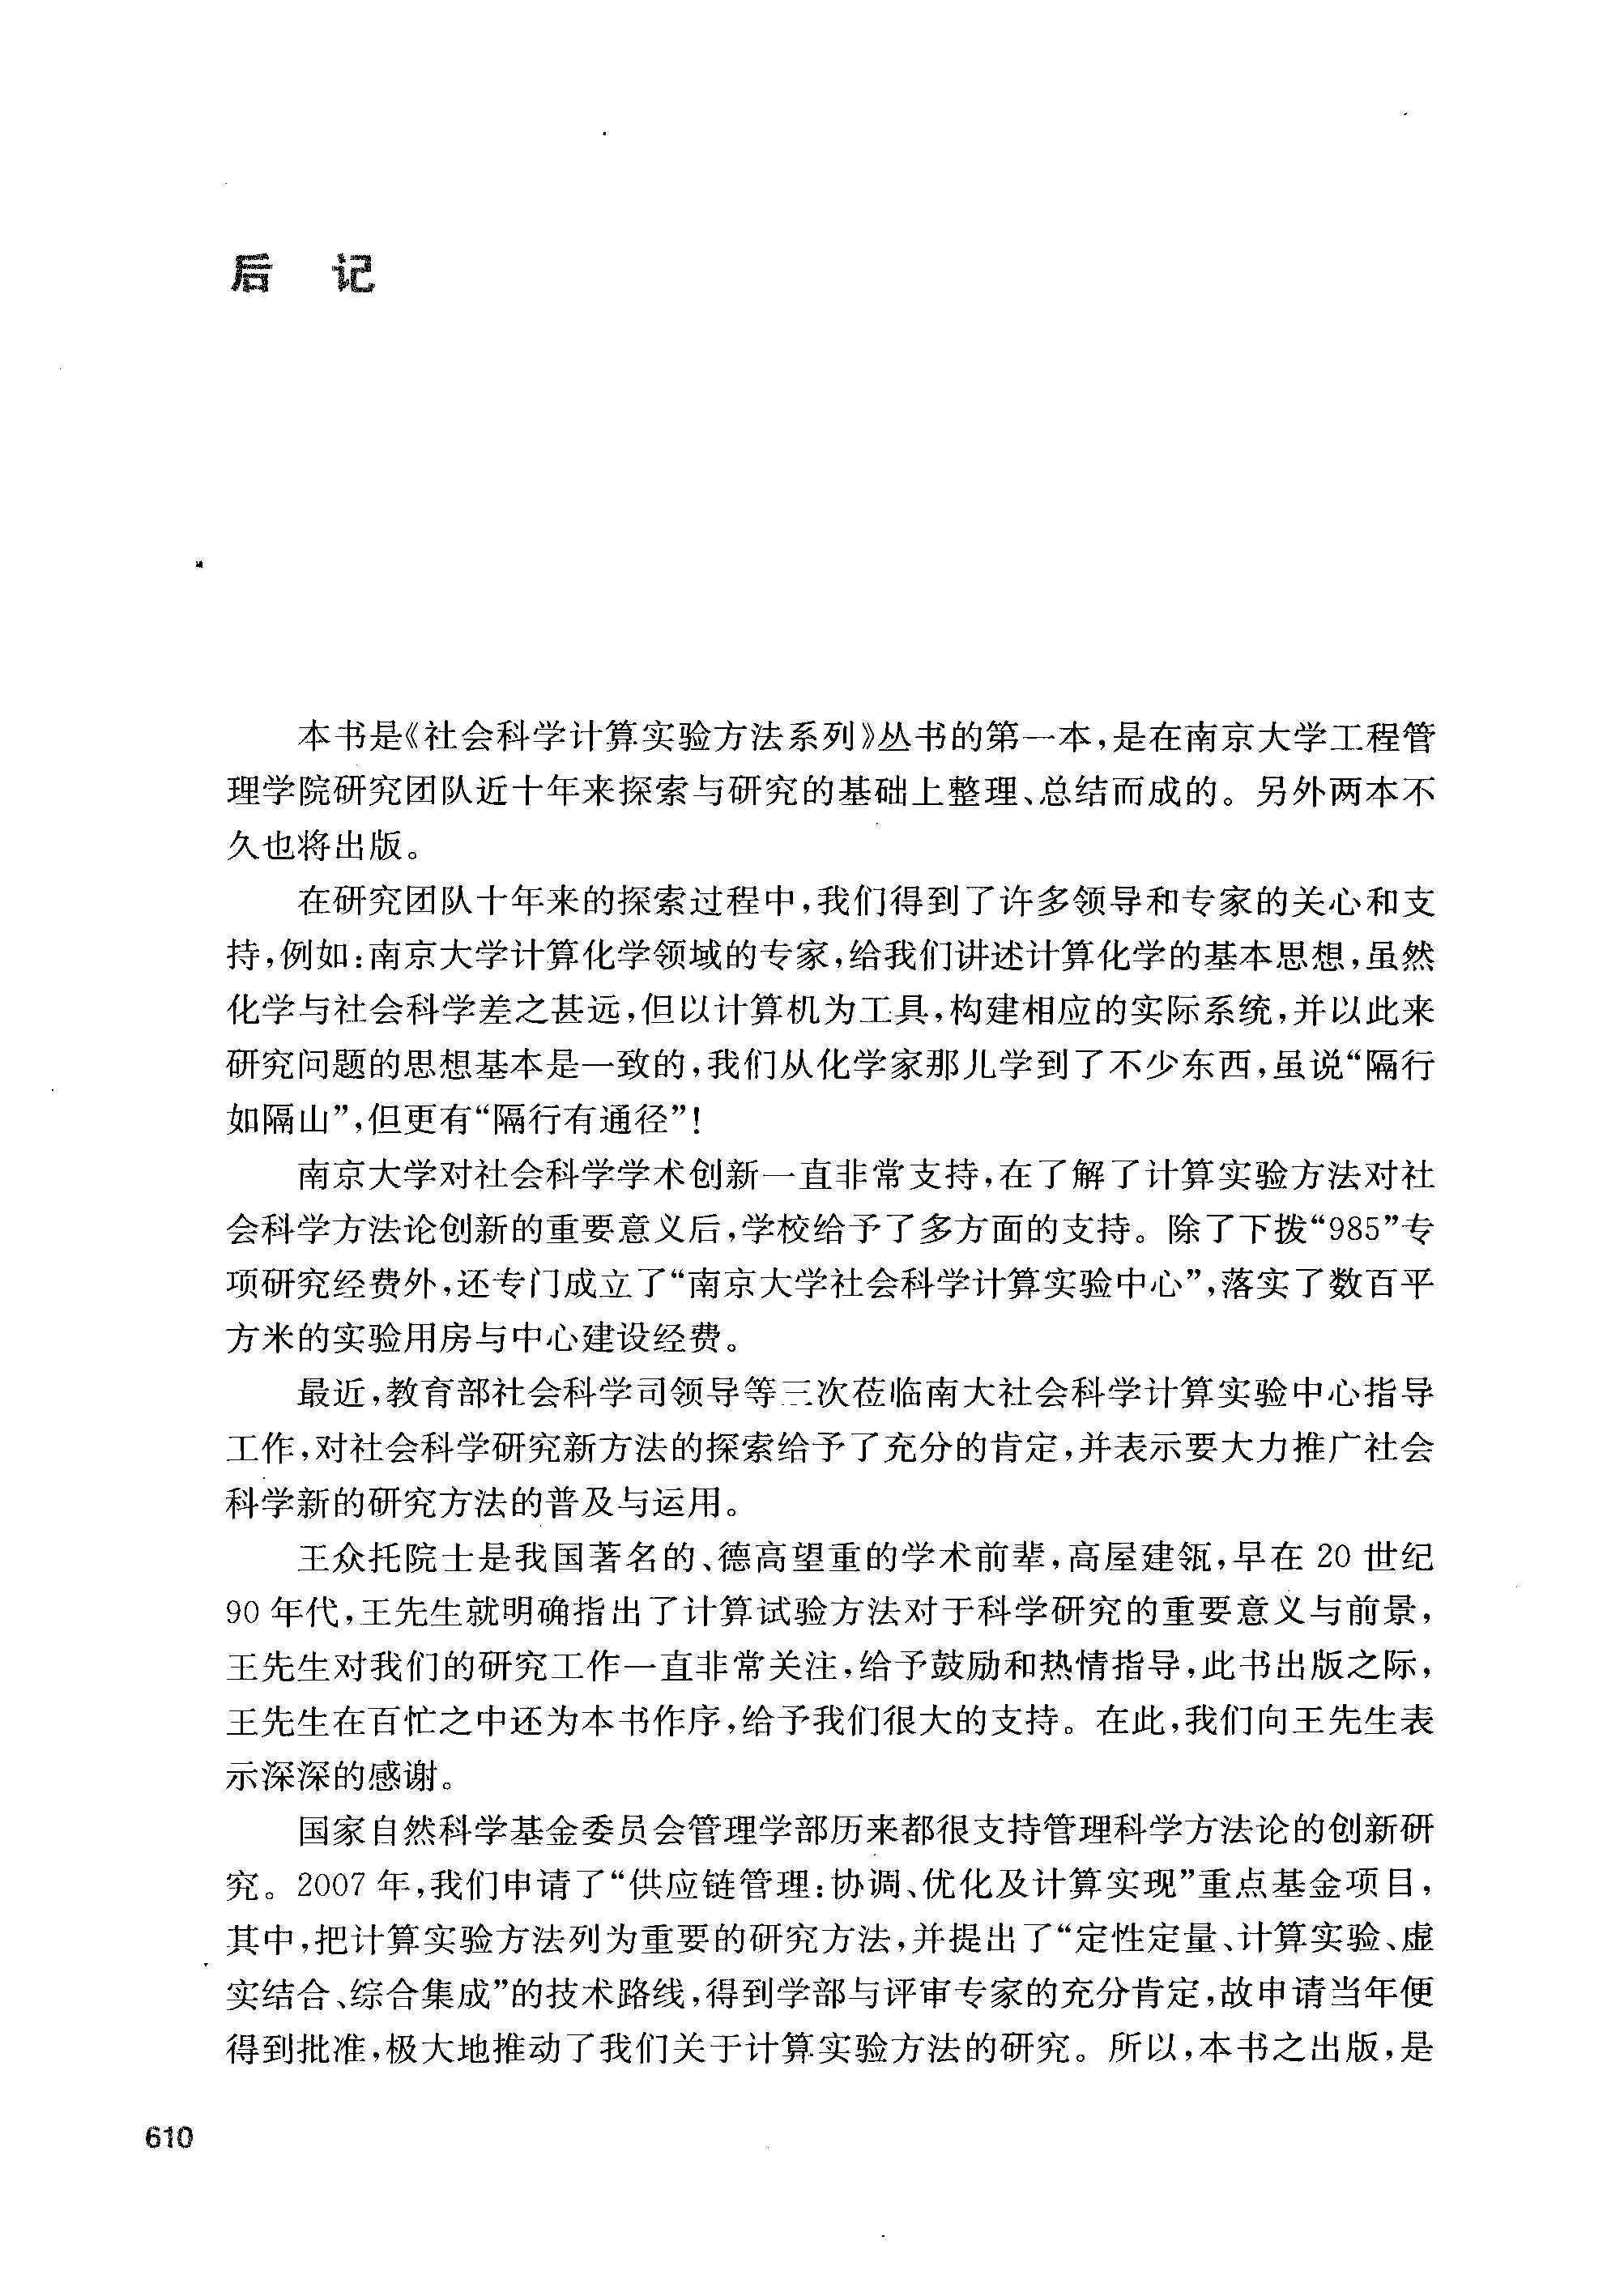 后　记
本书是《社会科学计算实验方法系列》丛书的第一本，是在南京大学工程管
理学院研究团队近十年来探索与研究的基础上整理、总结而成的。另外两本不
久也将出版。
在研究团队十年来的探索过程中，我们得到了许多领导和专家的关心和支
持，例如：南京大学计算化学领域的专家，给我们讲述计算化学的基本思想，虽然
化学与社会科学差之甚远，但以计算机为工具，构建相应的实际系统，并以此来
研究问题的思想基本是一致的，我们从化学家那儿学到了不少东西，虽说“隔行
如隔山”，但更有“隔行有通径”！
南京大学对社会科学学术创新一直非常支持，在了解了计算实验方法对社
会科学方法论创新的重要意义后，学校给予了多方面的支持。除了下拨“985”专
项研究经费外，还专门成立了“南京大学社会科学计算实验中心”，落实了数百平
方米的实验用房与中心建设经费。
最近，教育部社会科学司领导等三次莅临南大社会科学计算实验中心指导
工作，对社会科学研究新方法的探索给予了充分的肯定，并表示要大力推广社会
科学新的研究方法的普及与运用。
王众托院士是我国著名的、德高望重的学术前辈，高屋建瓴，早在 20 世纪
90 年代，王先生就明确指出了计算试验方法对于科学研究的重要意义与前景，
王先生对我们的研究工作一直非常关注，给予鼓励和热情指导，此书出版之际，
王先生在百忙之中还为本书作序，给予我们很大的支持。在此，我们向王先生表
示深深的感谢。
国家自然科学基金委员会管理学部历来都很支持管理科学方法论的创新研
究。2007 年，我们申请了“供应链管理：协调、优化及计算实现”重点基金项目，
其中，把计算实验方法列为重要的研究方法，并提出了“定性定量、计算实验、虚
实结合、综合集成”的技术路线，得到学部与评审专家的充分肯定，故申请当年便
得到批准，极大地推动了我们关于计算实验方法的研究。所以，本书之出版，是
610